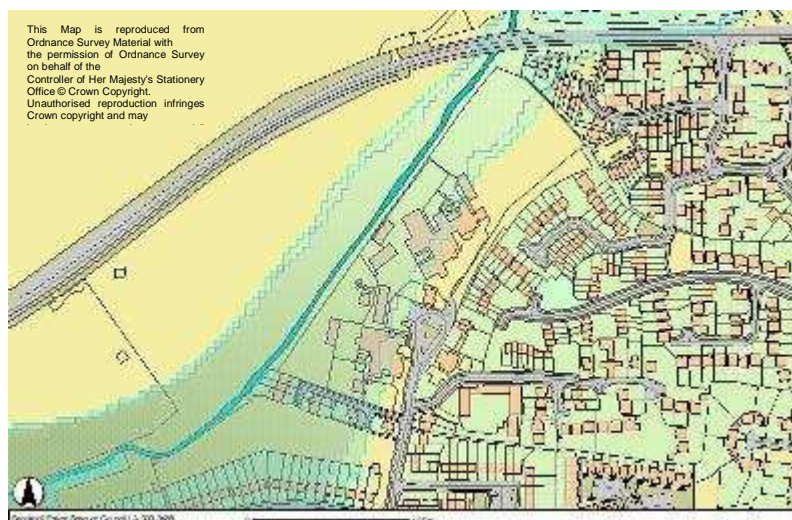 This Map is reproduced from
Ordnance Survey Material with
the permission of Ordnance Survey
on behalf of the
Controller of Her Majesty's Stationery
Office © Crown Copyright.
Unauthorised reproduction infringes
Crown copyright and may